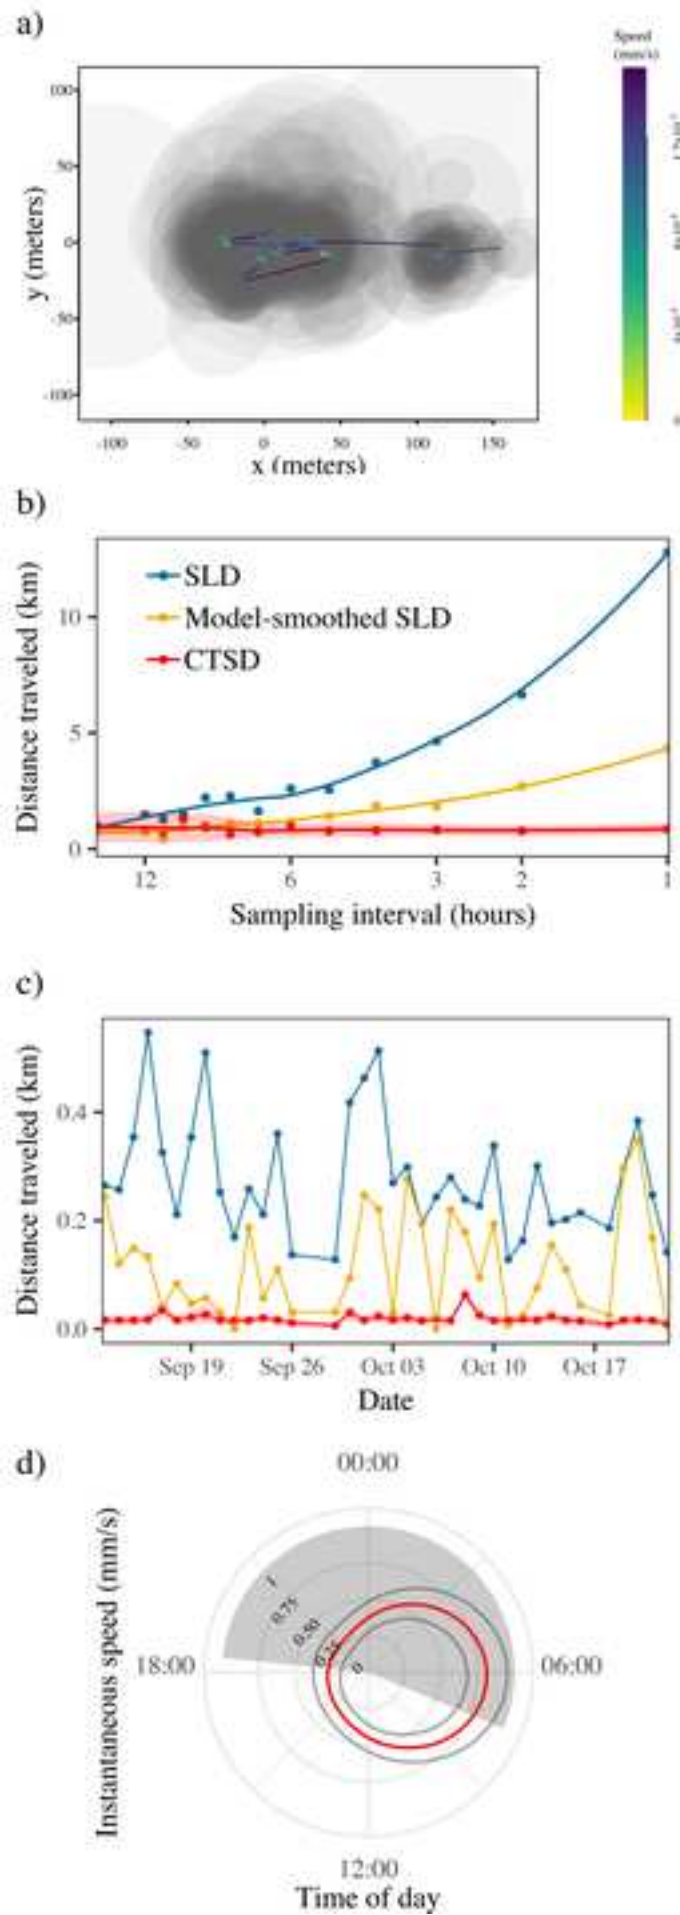 a)
Speed
(mm/s)
100
50
0
-50
-100
y (meters)
-100 -50 0 50 100 150
x (meters)
b)
SLD
Model-smoothed SLD
CTSD
10
5
0
Distance traveled (km)
12 6 3 2 1
Sampling interval (hours)
c)
0.4
0.2
0.0
Distance traveled (km)
Sep 19 Sep 26 Oct 03 Oct 10 Oct 17
Date
d)
00:00
1
0.75
0.50
0.25
0
18:00
06:00
12:00
Instantaneous speed (mm/s)
Time of day